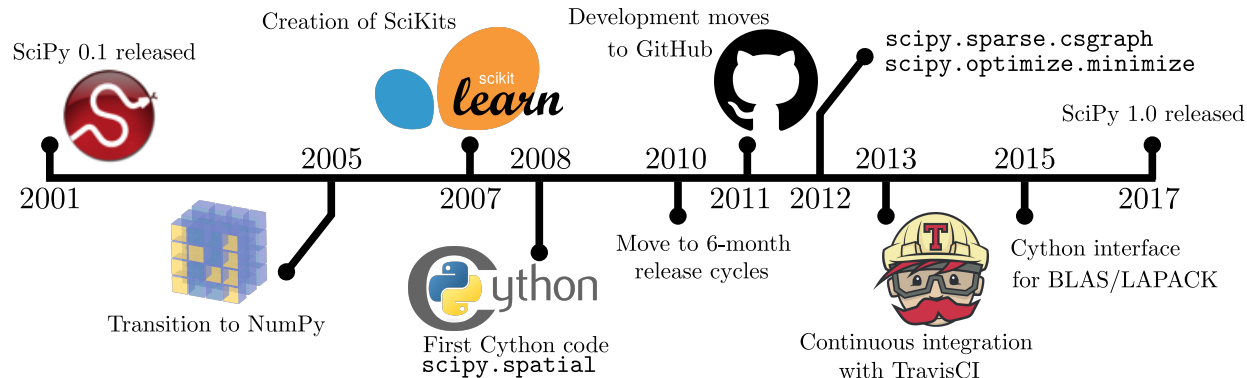 SciPy 0.1 released
2001
2005
Transition to NumPy
Creation of SciKits
scikit
learn
2007
2008
Cython
First Cython code
scipy.spatial
2010
Move to 6-month
release cycles
Development moves
to GitHub
2011
scipy.sparse.csgraph
scipy.optimize.minimize
2012
2013
T
Continuous integration
with TravisCI
2015
Cython interface
for BLAS/LAPACK
SciPy 1.0 released
2017